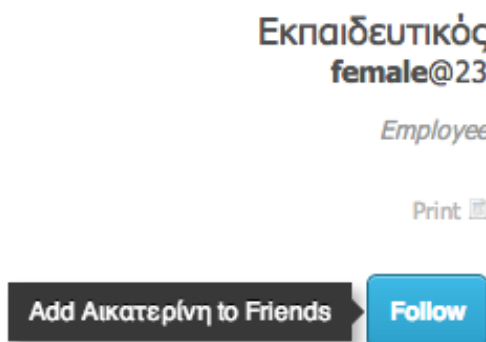 Εκπαιδευτικός
female@23
Employee
Print
Add Αικατερίνη to Friends
Follow